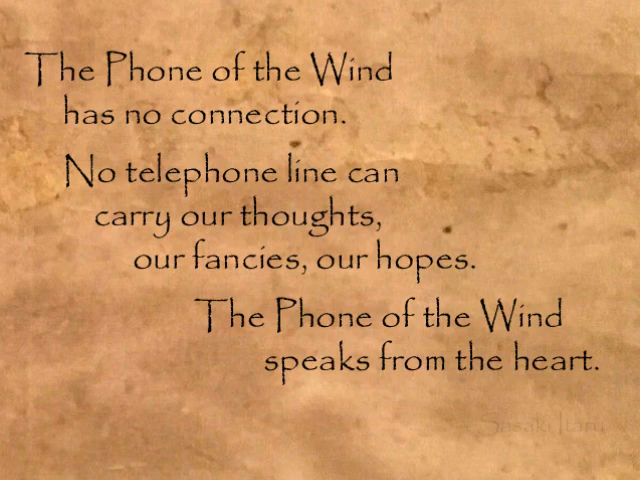 The Phone of the Wind
has no connection.
No telephone line can
carry our thoughts,
our fancies, our hopes.
The Phone of the Wind
speaks from the heart.
Sasaki Itaru